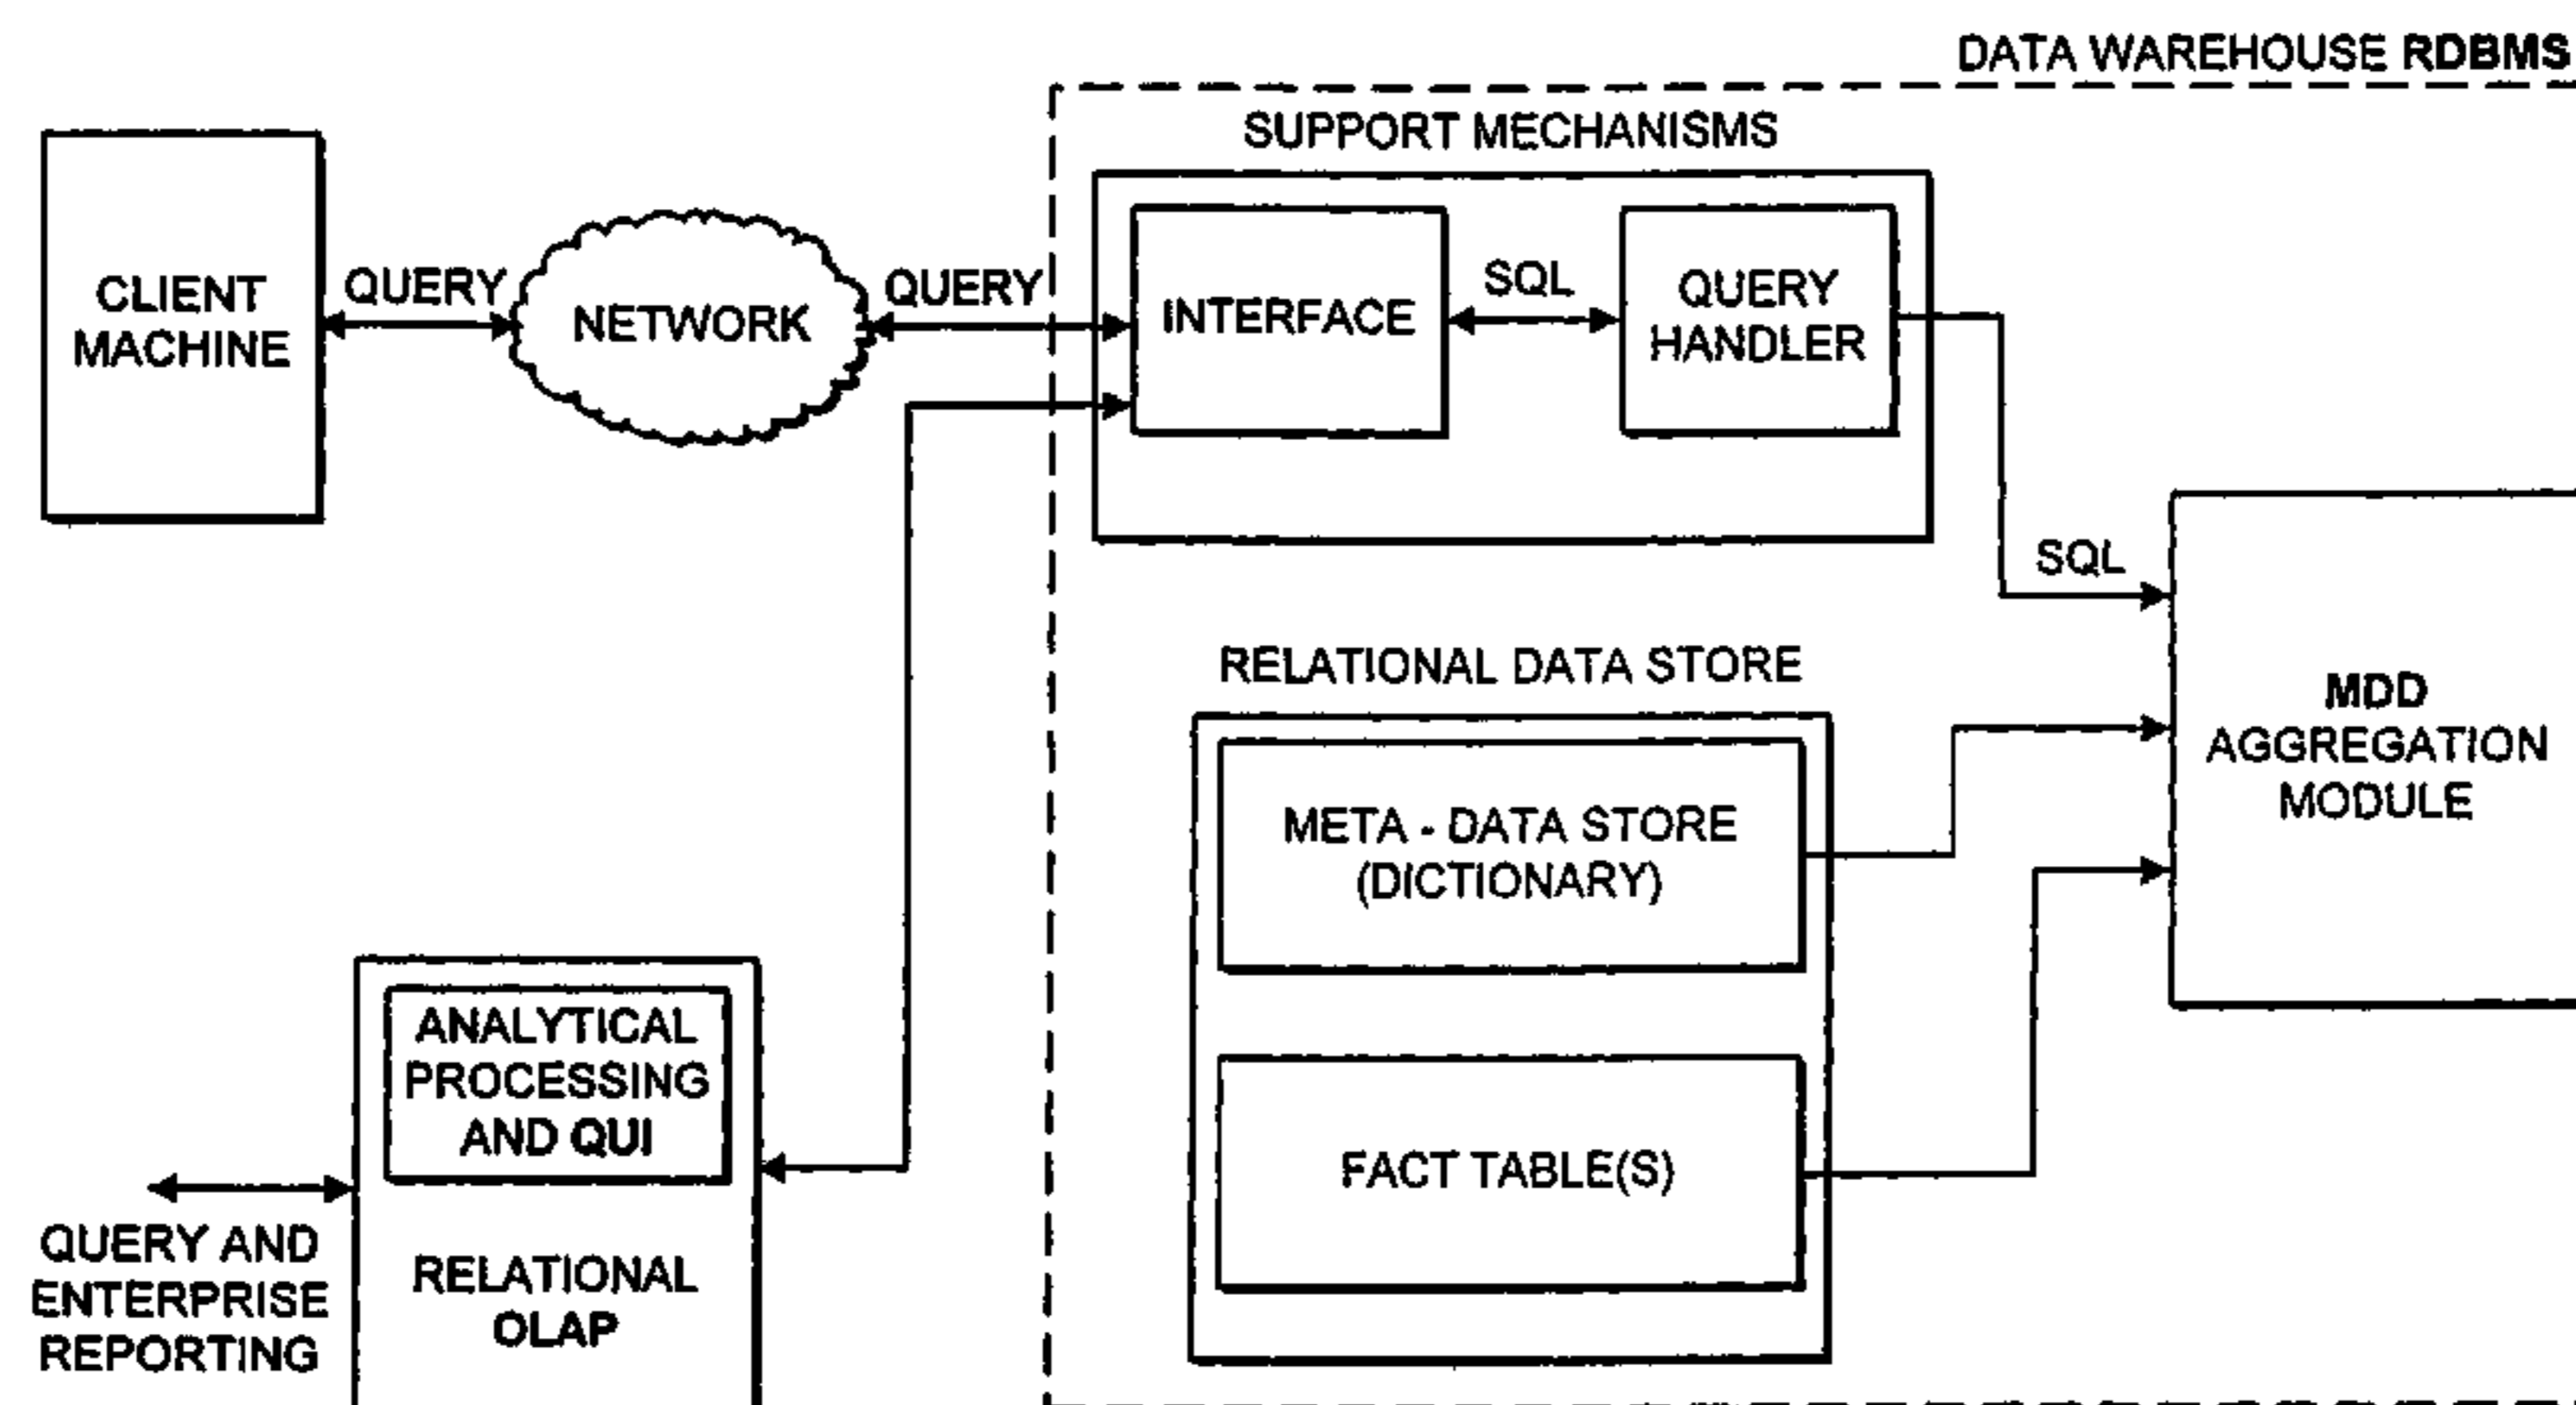 DATA WAREHOUSE RDBMS
SUPPORT MECHANISMS
CLIENT
MACHINE
QUERY
NETWORK
QUERY
INTERFACE
SQL
QUERY
HANDLER
SQL
RELATIONAL DATA STORE
META - DATA STORE
(DICTIONARY)
FACT TABLE(S)
MDD
AGGREGATION
MODULE
ANALYTICAL
PROCESSING
AND QUI
RELATIONAL
OLAP
QUERY AND
ENTERPRISE
REPORTING